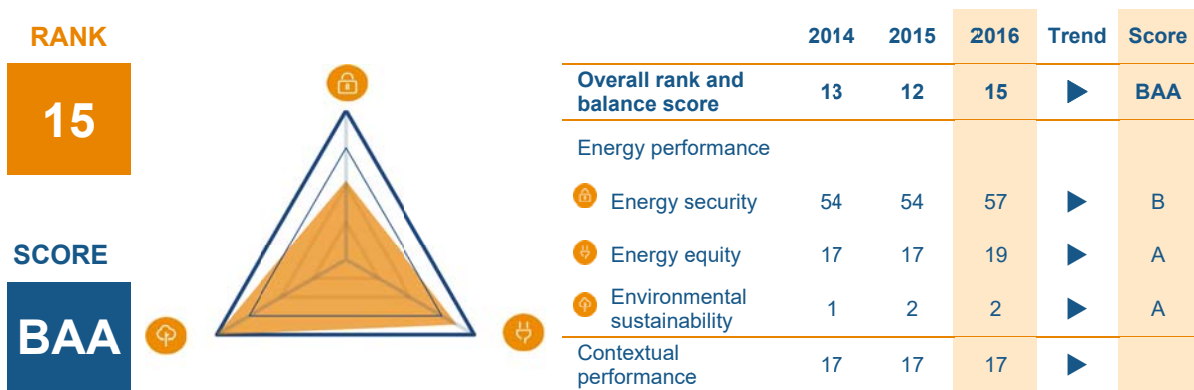 RANK
15
SCORE
BAA
2014 2015 2016 Trend Score
Overall rank and
balance score 13 12 15 BAA
Energy performance
Energy security 54 54 57 B
Energy equity 17 17 19 A
Environmental
sustainability 1 2 2 A
Contextual
performance 17 17 17